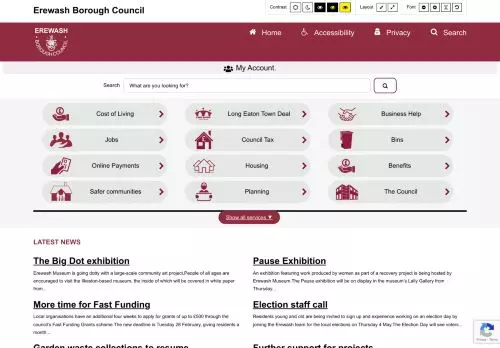 Erewash Borough Council
Contrast
Layout
Font
EREWASH
BOROUGH COUNCIL
Home
Accessibility
Privacy
Search
My Account.
Search
What are you looking for?
Cost of Living
Long Eaton Town Deal
Business Help
Jobs
Council Tax
Bins
Online Payments
Housing
Benefits
Safer communities
Planning
The Council
Show all services ▼
LATEST NEWS
The Big Dot exhibition
Erewash Museum is going dotty with a large-scale community art project.People of all ages are
encouraged to visit the Ilkeston-based museum, the inside of which will be covered in white paper
from...
Pause Exhibition
An exhibition featuring work produced by women as part of a recovery project is being hosted by
Erewash Museum.The Pause exhibition will be on display in the museum's Lally Gallery from
Thursday...
More time for Fast Funding
Local organisations have an additional four weeks to apply for grants of up to £500 through the
council's Fast Funding Grants scheme.The new deadline is Tuesday 28 February, giving residents a
month...
Election staff call
Residents young and old are being invited to sign up and experience working on an election day by
joining the Erewash team for the local elections on Thursday 4 May.The Election Day will see voters...
Garden waste collections to resume
Further support for projects
Privacy - Terms